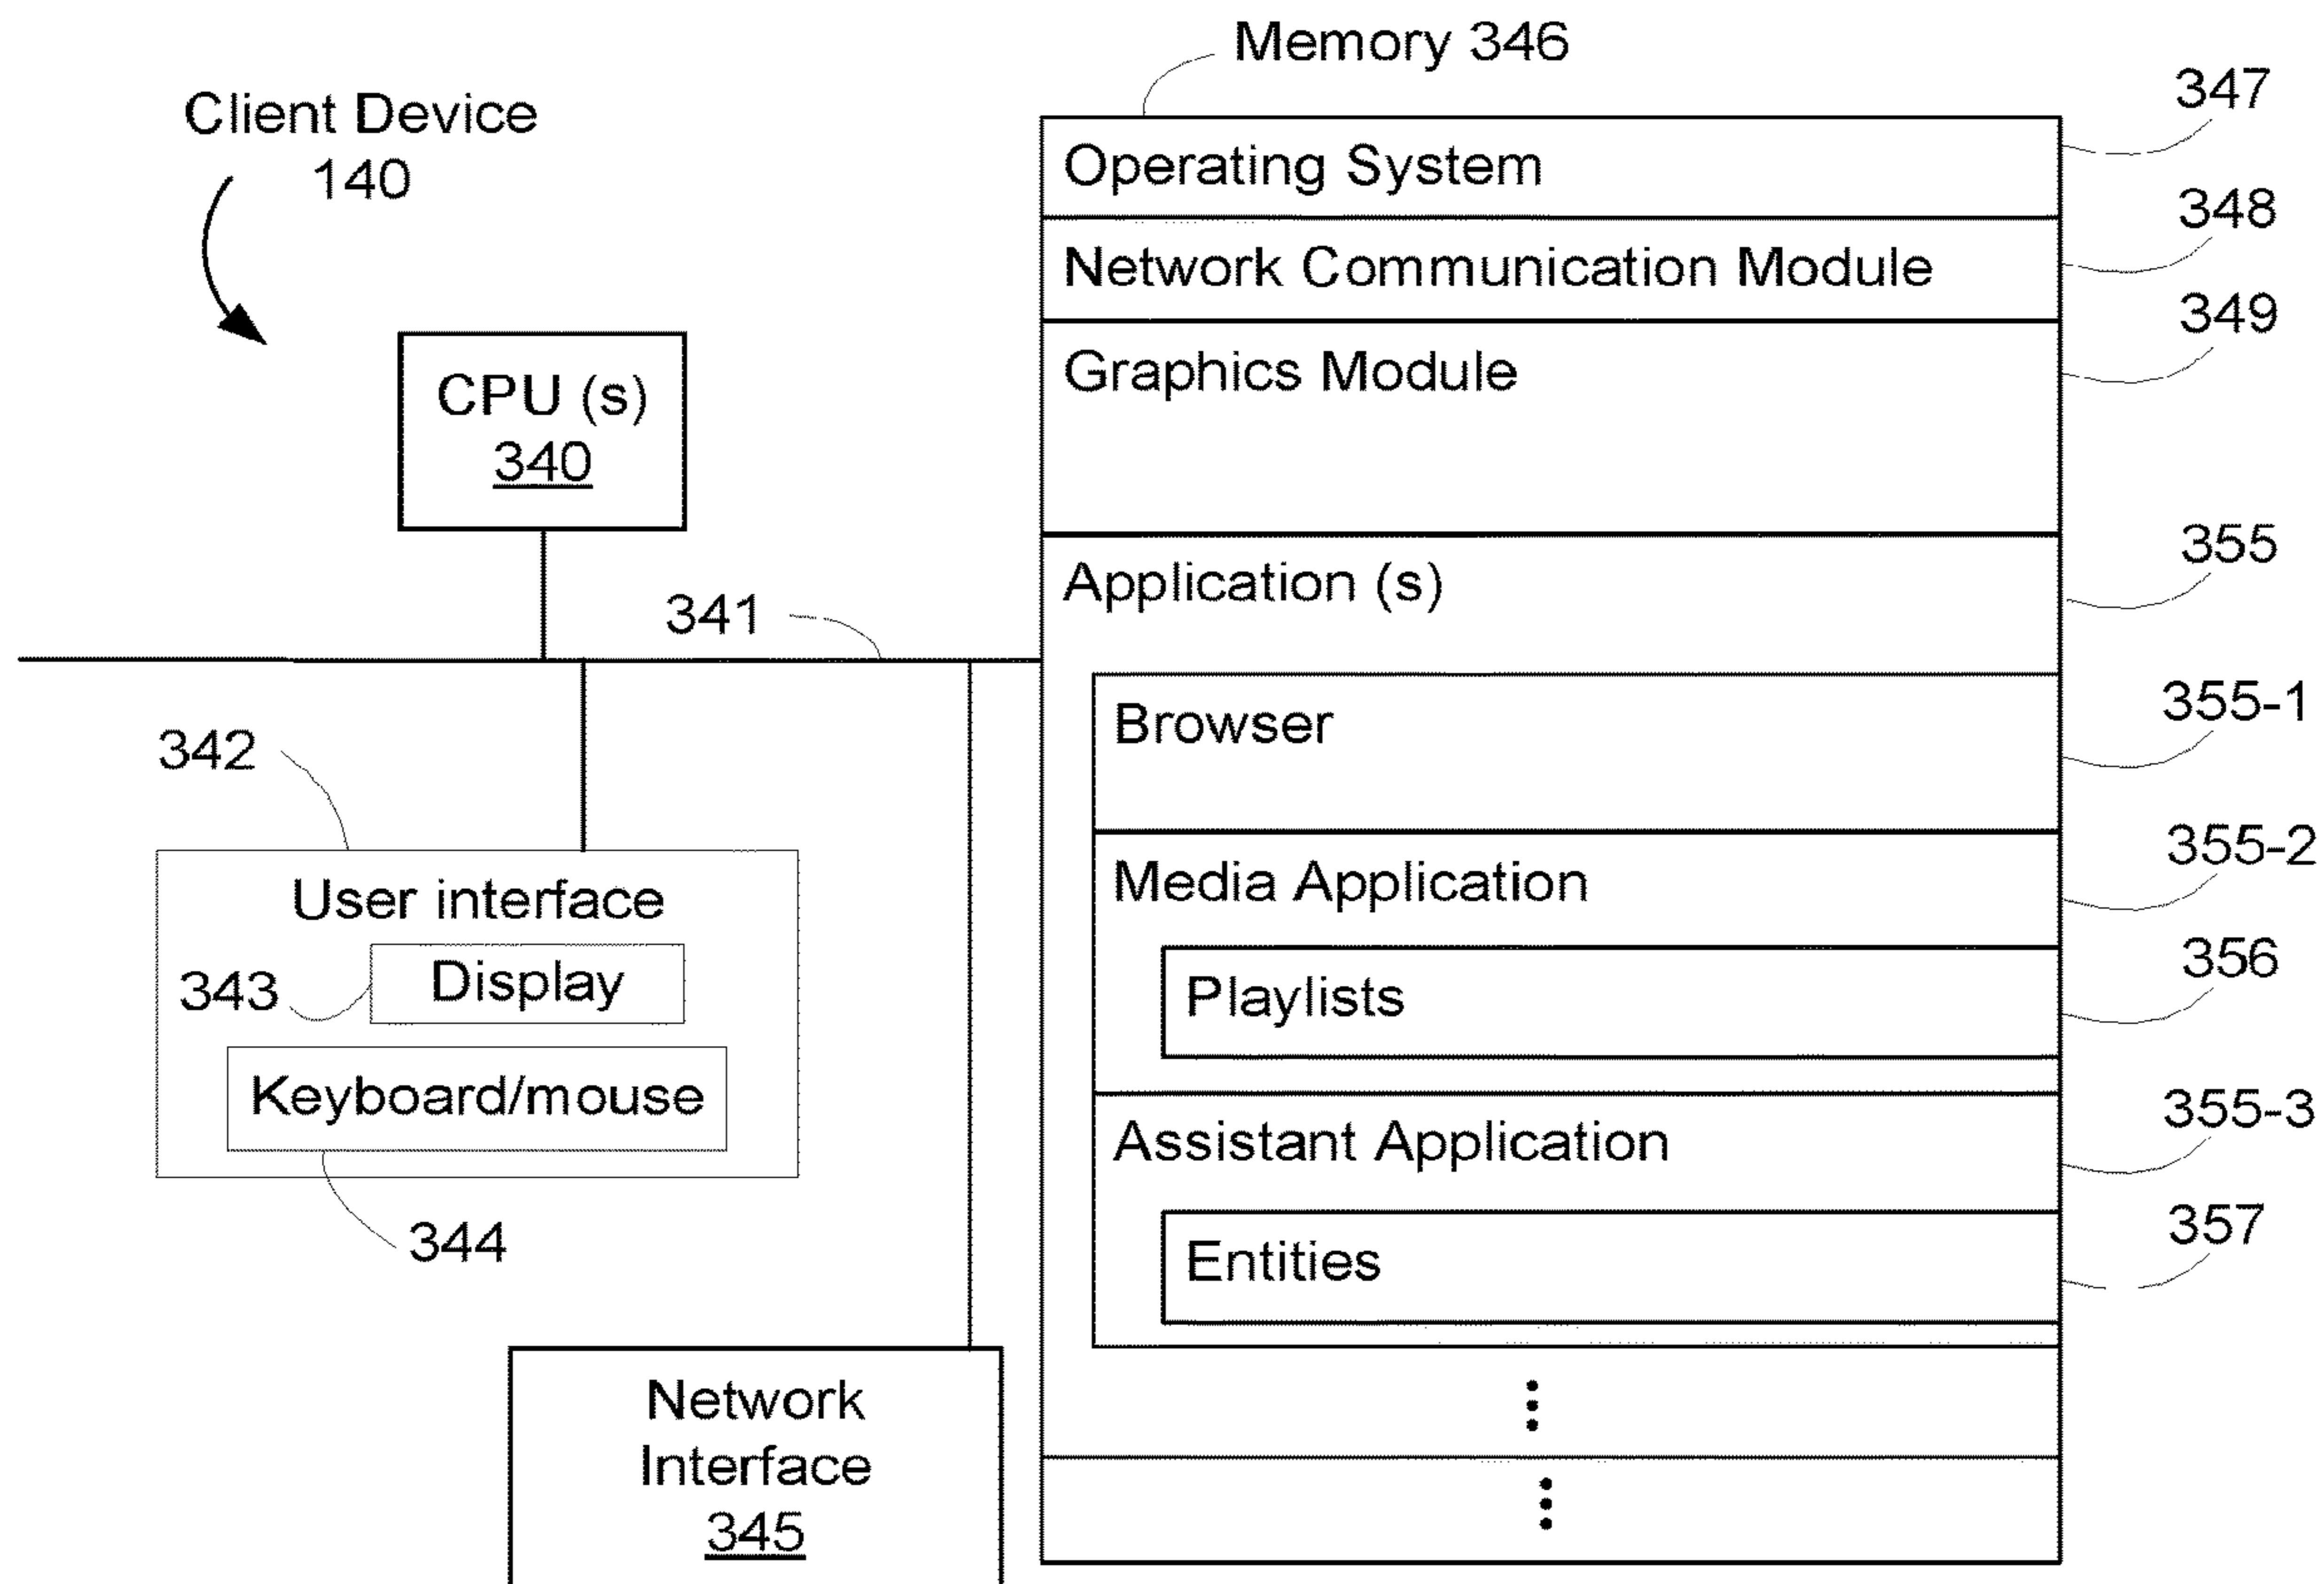 Memory 346
Client Device
140
347
Operating System
348
Network Communication Module
349
Graphics Module
CPU (s)
340
355
Application (s)
341
355-1
Browser
342
355-2
Media Application
User interface
356
343
Display
Playlists
Keyboard/mouse
355-3
Assistant Application
344
357
Entities
Network
Interface
345